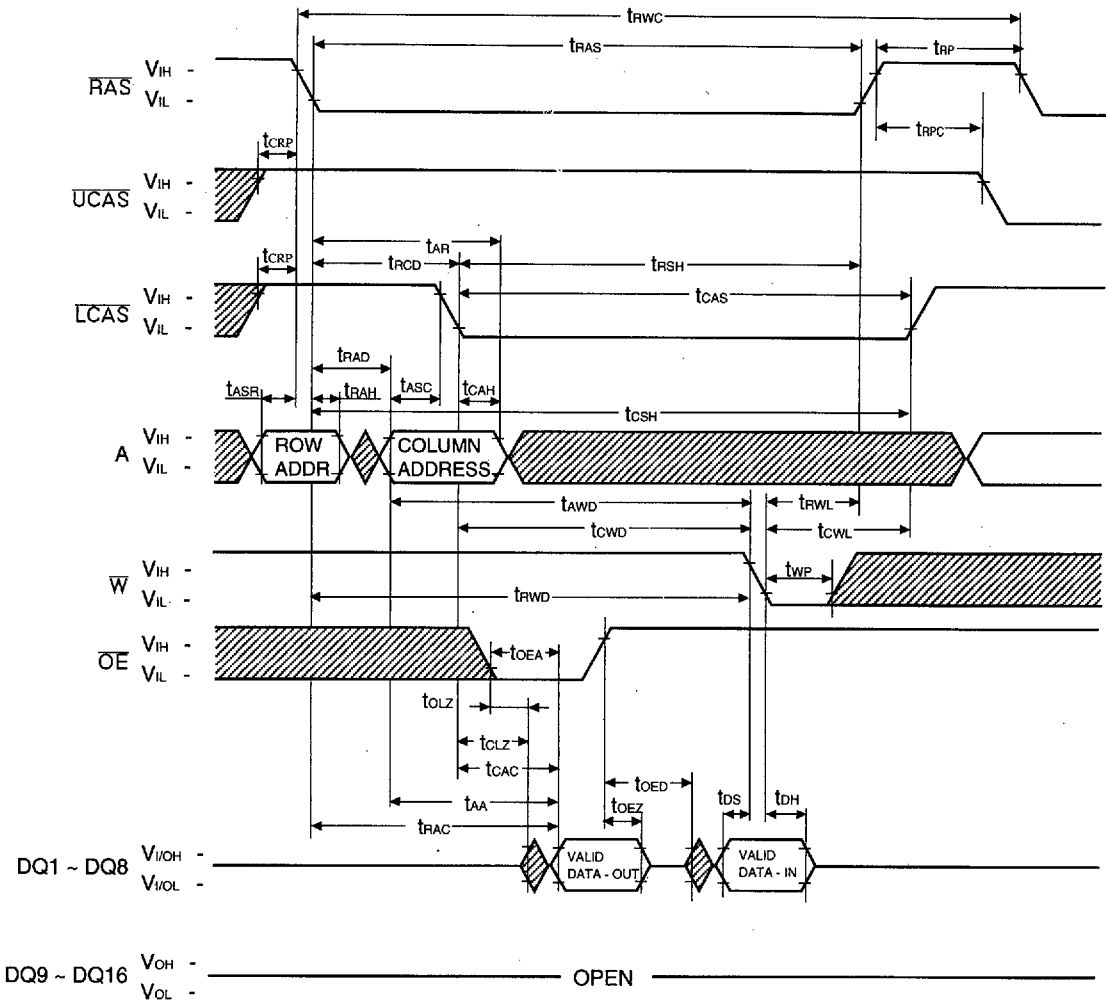 tRWC
tRAS
tRP
RAS
VIH -
VIL -
tRPC
tCRP
UCAS
VIH -
VIL -
tAR
tCRP
tRCD
tRSH
LCAS
VIH -
VIL -
tCAS
tRAD
tASR
tRAH
tASC
tCAH
tCSH
A
VIH -
VIL -
ROW
ADDR
COLUMN
ADDRESS
tAWD
tRWL
tCWD
tCWL
W
VIH -
VIL -
tWP
tRWD
OE
VIH -
VIL -
tOEA
tOLZ
tCLZ
tCAC
tOED
tAA
tOEZ
tDS
tDH
tRAC
DQ1 ~ DQ8
VI/OH -
VI/OL -
VALID
DATA - OUT
VALID
DATA - IN
DQ9 ~ DQ16
VOH -
VOL -
OPEN